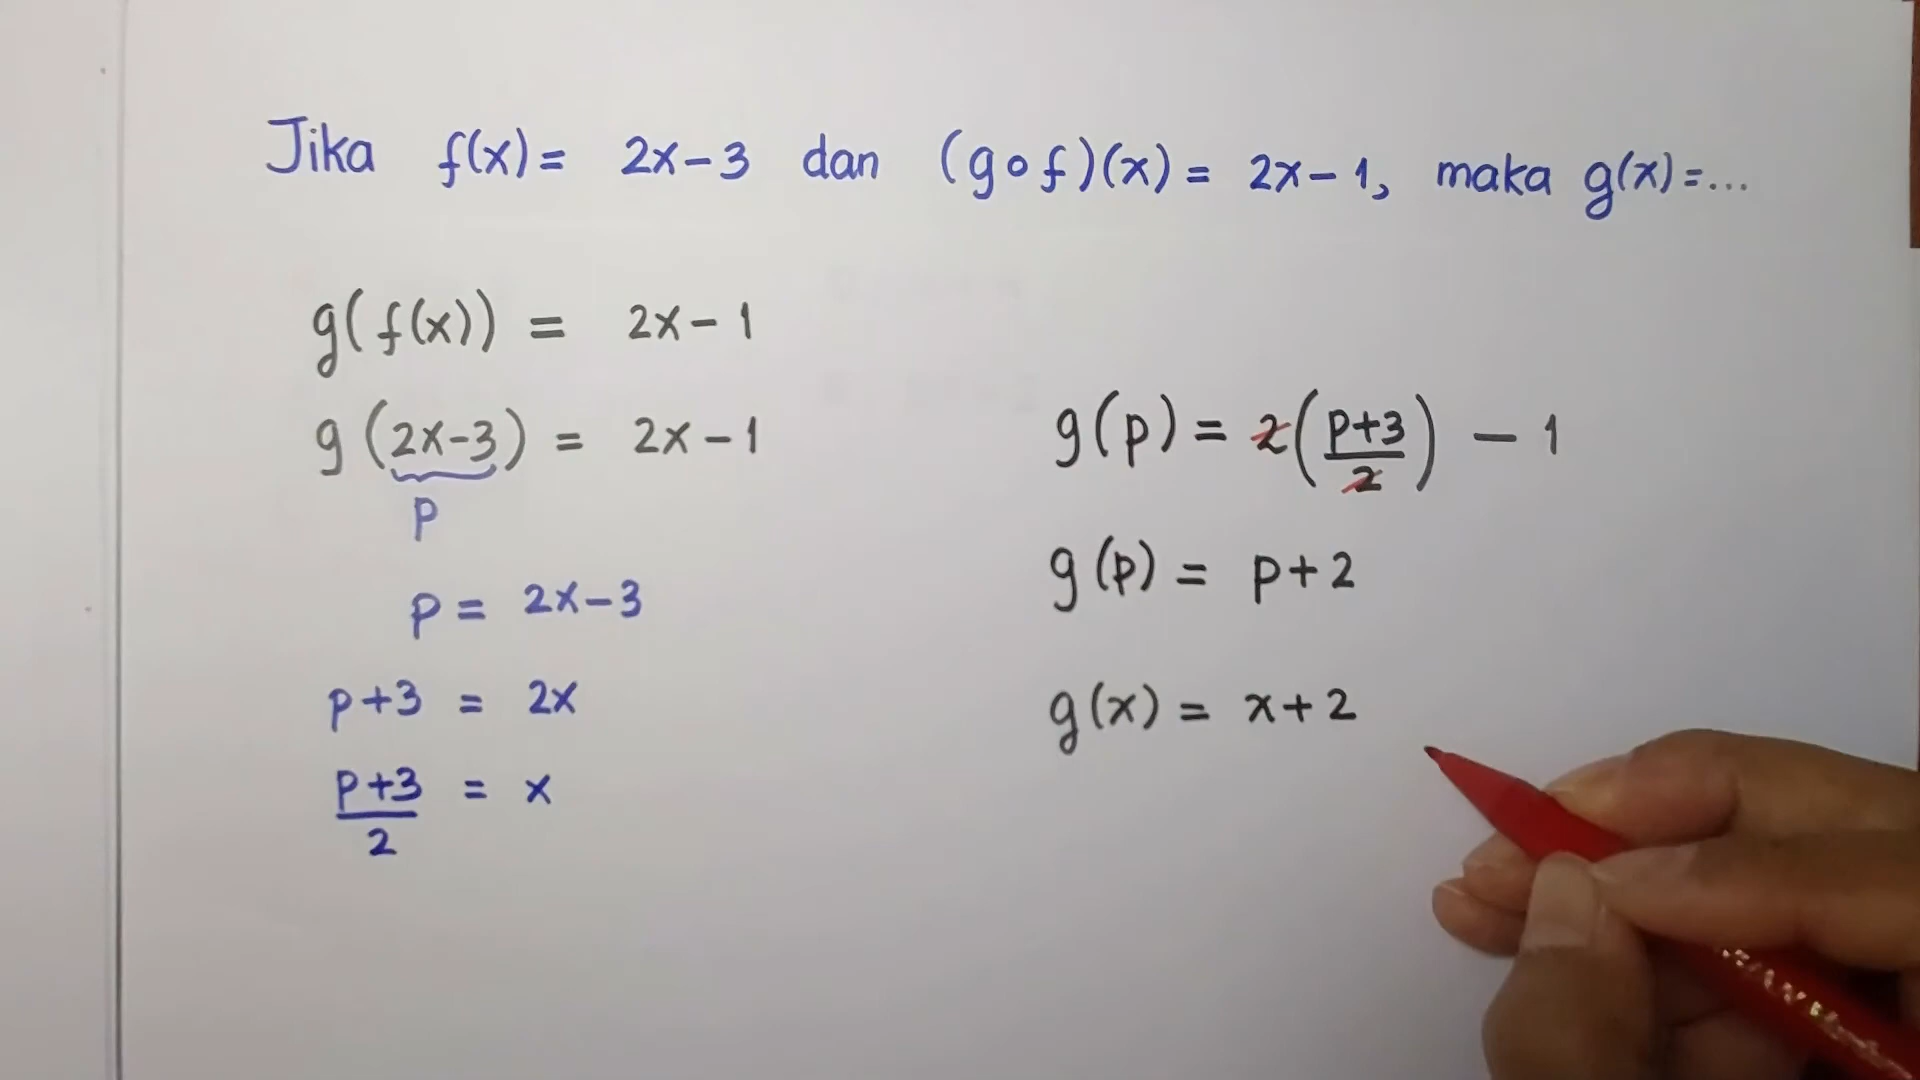 Jika f(x) = 2x-3 dan (g∘f)(x) = 2x-1, maka g(x)=...
g(f(x)) = 2x-1
g(2x-3) = 2x-1
p
p = 2x-3
p+3 = 2x
p+3/2 = x
g(p) = 2(p+3/2) - 1
g(p) = p+2
g(x) = x+2